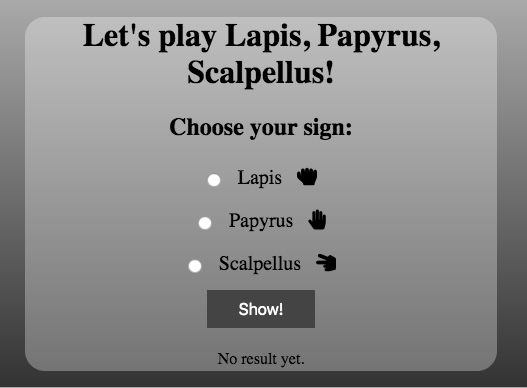 Let's play Lapis, Papyrus,
Scalpellus!
Choose your sign:
Lapis
Papyrus
Scalpellus
Show!
No result yet.